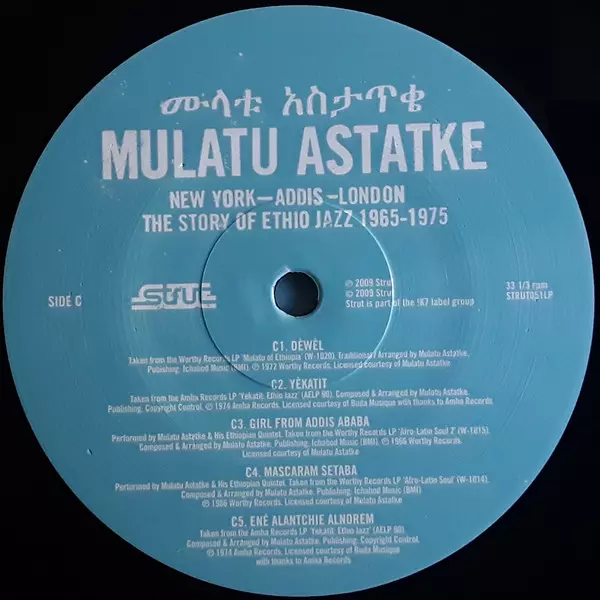 ሙላቱ አስታጥቄ
MULATU ASTATKE
NEW YORK–ADDIS–LONDON
THE STORY OF ETHIO JAZZ 1965-1975
SIDE C
Strut
℗ 2009 Strut
© 2009 Strut
Strut is part of the !K7 label group
33 1/3 rpm
STRUT051LP
C1. DÈWÈL
Taken from the Worthy Records LP 'Mulatu of Ethiopia' (W-1020). Traditional / Arranged by Mulatu Astatke.
Publishing: Ichabod Music (BMI). ℗ 1972 Worthy Records. Licensed courtesy of Mulatu Astatke
C2. YÈKATIT
Taken from the Amha Records LP 'Yekatit: Ethio Jazz' (AELP 90). Composed & Arranged by Mulatu Astatke.
Publishing, Copyright Control. ℗ 1974 Amha Records. Licensed courtesy of Buda Musique with thanks to Amha Records
C3. GIRL FROM ADDIS ABABA
Performed by Mulatu Astatke & His Ethiopian Quintet. Taken from the Worthy Records LP 'Afro-Latin Soul 2' (W-1015).
Composed & Arranged by Mulatu Astatke. Publishing, Ichabod Music (BMI). ℗ 1966 Worthy Records.
Licensed courtesy of Mulatu Astatke
C4. MASCARAM SETABA
Performed by Mulatu Astatke & His Ethiopian Quintet. Taken from the Worthy Records LP 'Afro-Latin Soul' (W-1014).
Composed & Arranged by Mulatu Astatke. Publishing, Ichabod Music (BMI)
℗ 1966 Worthy Records. Licensed courtesy of Mulatu Astatke
C5. ENÉ ALANTCHIE ALNOREM
Taken from the Amha Records LP 'Yekatit: Ethio Jazz' (AELP 90)
Composed & Arranged by Mulatu Astatke. Publishing, Copyright Control.
℗ 1974 Amha Records. Licensed courtesy of Buda Musique
with thanks to Amha Records